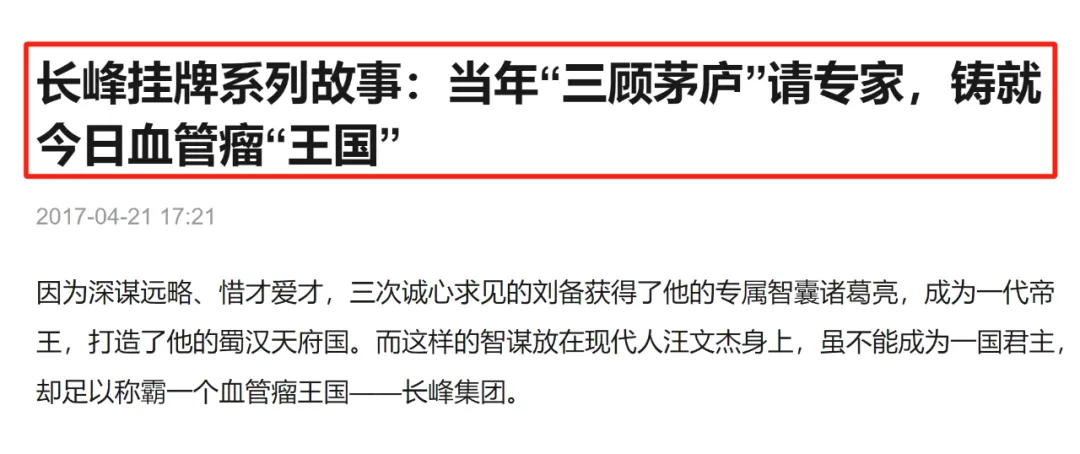 长峰挂牌系列故事：当年“三顾茅庐”请专家，铸就
今日血管瘤“王国”
2017-04-21 17:21
因为深谋远略、惜才爱才，三次诚心求见的刘备获得了他的专属智囊诸葛亮，成为一代帝
王，打造了他的蜀汉天府国。而这样的智谋放在现代人汪文杰身上，虽不能成为一国君主，
却足以称霸一个血管瘤王国——长峰集团。